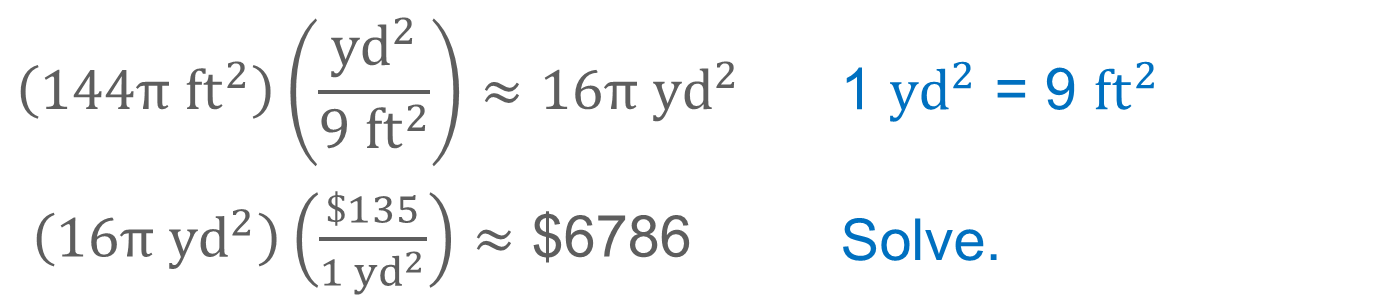 (144π ft²) (yd² / 9 ft²) ≈ 16π yd² 1 yd² = 9 ft²
(16π yd²) ($135 / 1 yd²) ≈ $6786 Solve.